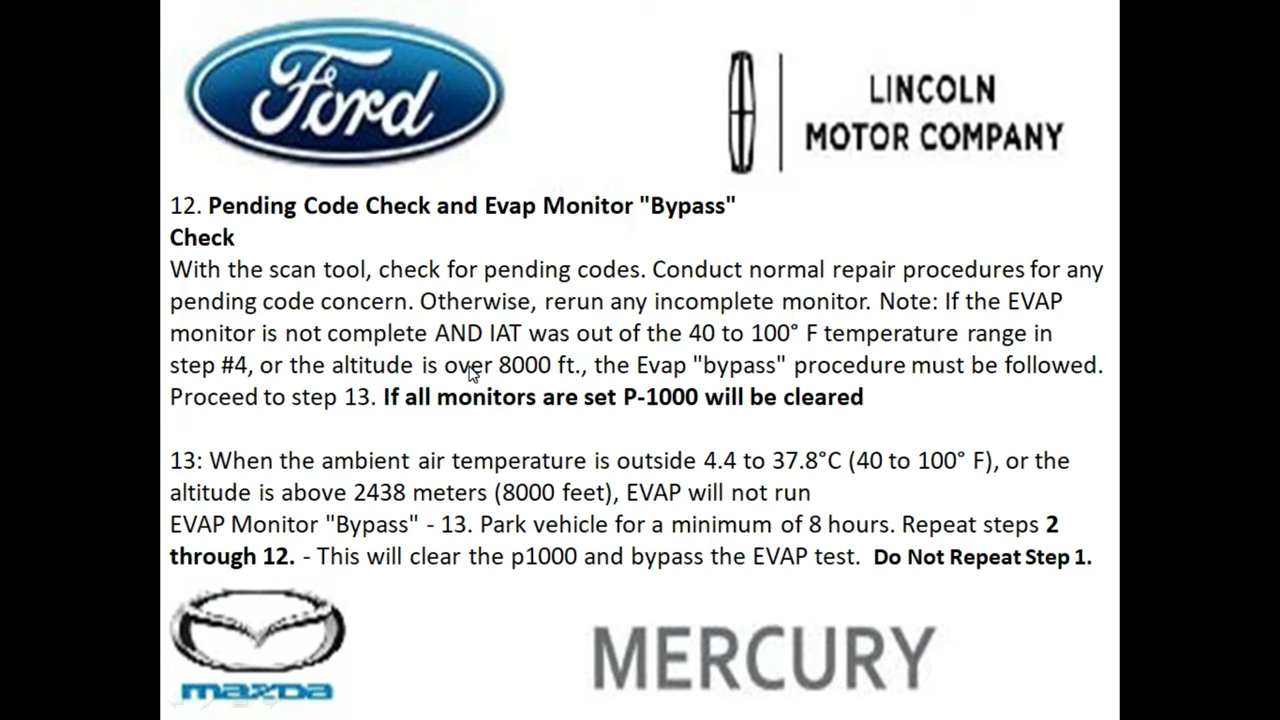 Ford
LINCOLN
MOTOR COMPANY
12. Pending Code Check and Evap Monitor "Bypass"
Check
With the scan tool, check for pending codes. Conduct normal repair procedures for any
pending code concern. Otherwise, rerun any incomplete monitor. Note: If the EVAP
monitor is not complete AND IAT was out of the 40 to 100° F temperature range in
step #4, or the altitude is over 8000 ft., the Evap "bypass" procedure must be followed.
Proceed to step 13. If all monitors are set P-1000 will be cleared
13: When the ambient air temperature is outside 4.4 to 37.8°C (40 to 100° F), or the
altitude is above 2438 meters (8000 feet), EVAP will not run
EVAP Monitor "Bypass" - 13. Park vehicle for a minimum of 8 hours. Repeat steps 2
through 12. - This will clear the p1000 and bypass the EVAP test. Do Not Repeat Step 1.
mazda
MERCURY